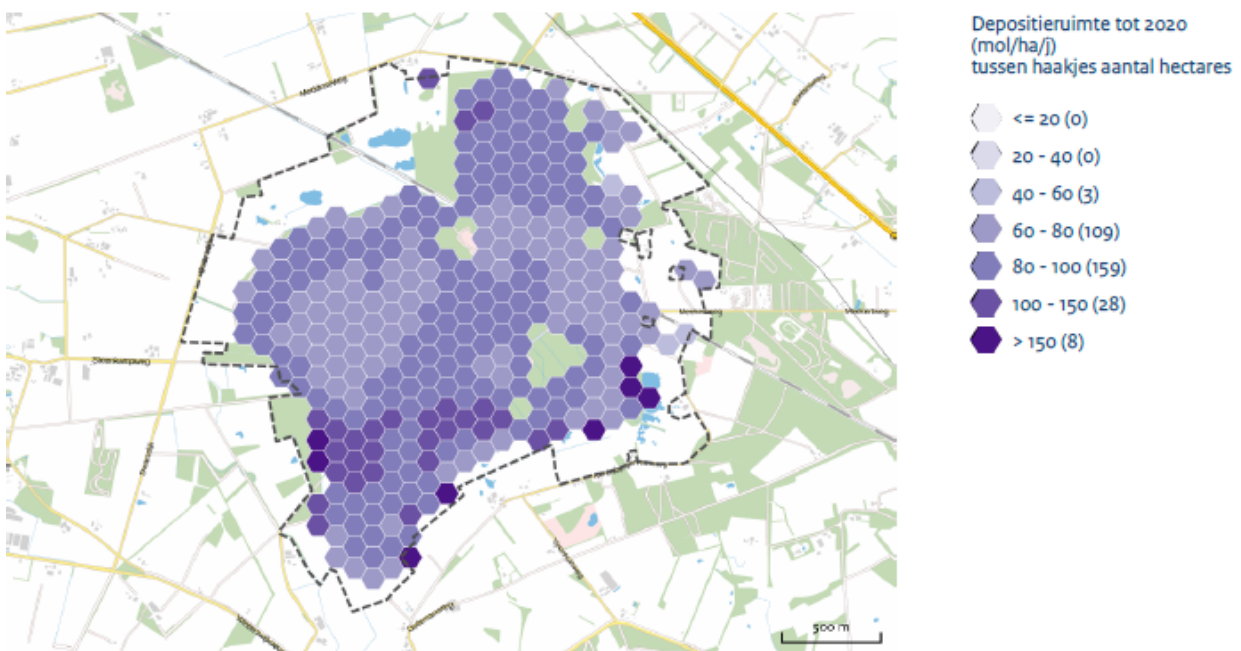 Depositieruimte tot 2020
(mol/ha/j)
tussen haakjes aantal hectares
<= 20 (0)
20 - 40 (0)
40 - 60 (3)
60 - 80 (109)
80 - 100 (159)
100 - 150 (28)
> 150 (8)
500 m